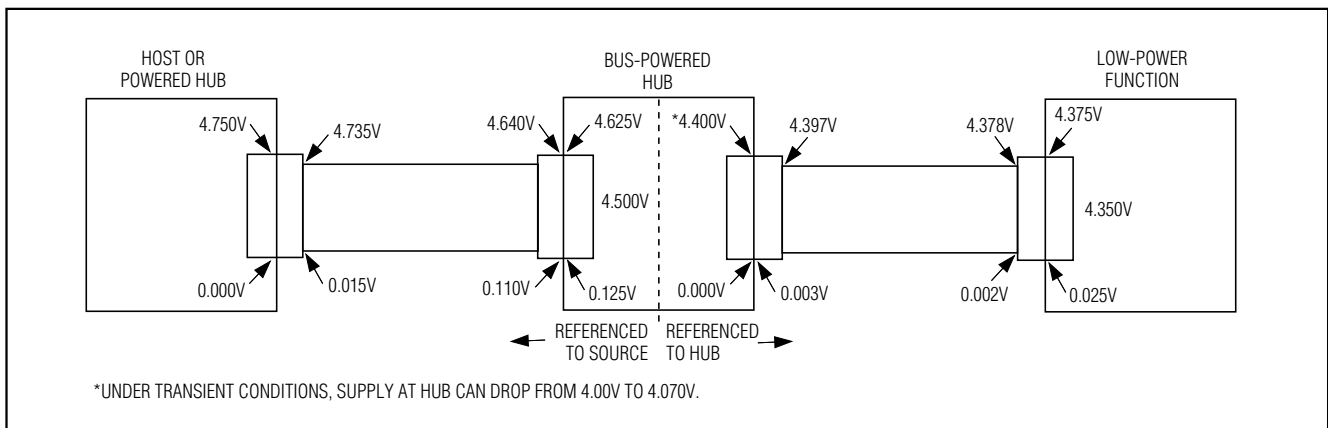 HOST OR
POWERED HUB
BUS-POWERED
HUB
LOW-POWER
FUNCTION
4.750V
4.735V
4.640V
4.625V
*4.400V
4.397V
4.378V
4.375V
4.500V
4.350V
0.000V
0.015V
0.110V
0.125V
0.000V
0.003V
0.002V
0.025V
REFERENCED
TO SOURCE
REFERENCED
TO HUB
*UNDER TRANSIENT CONDITIONS, SUPPLY AT HUB CAN DROP FROM 4.00V TO 4.070V.